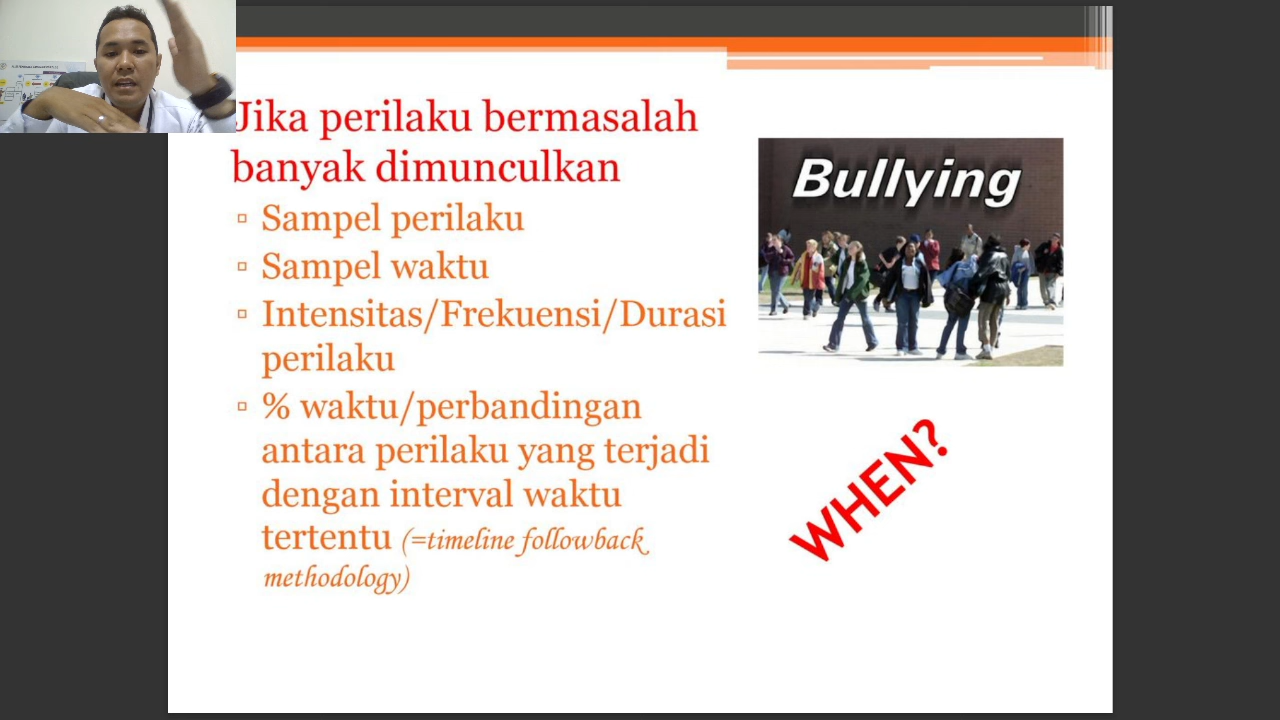 Jika perilaku bermasalah
banyak dimunculkan
▫ Sampel perilaku
▫ Sampel waktu
▫ Intensitas/Frekuensi/Durasi
perilaku
▫ % waktu/perbandingan
antara perilaku yang terjadi
dengan interval waktu
tertentu (=timeline followback
methodology)
Bullying
WHEN?